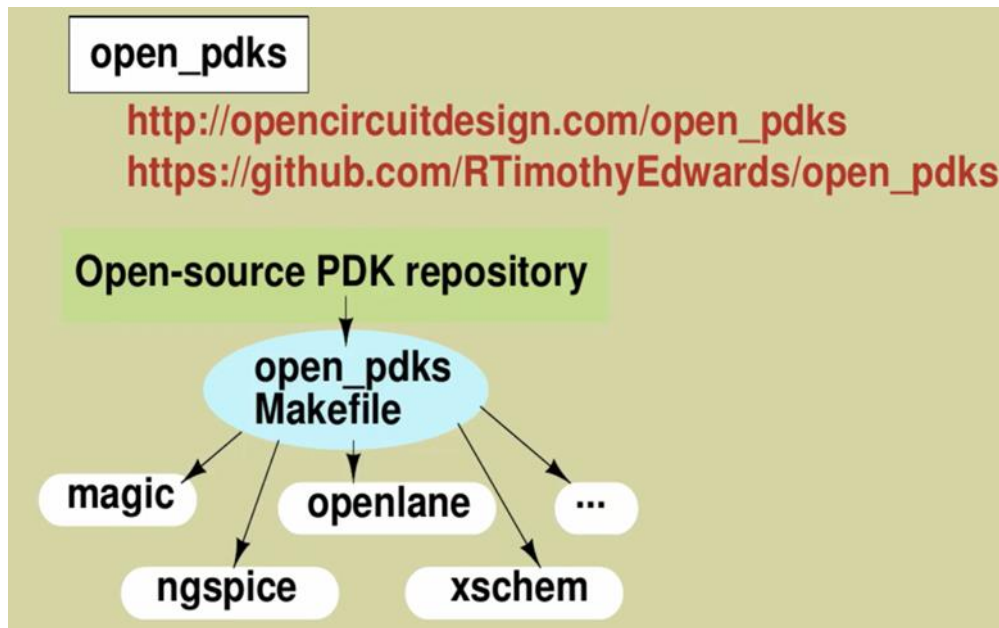 open_pdks
http://opencircuitdesign.com/open_pdks
https://github.com/RTimothyEdwards/open_pdks
Open-source PDK repository
open_pdks
Makefile
magic
openlane
...
ngspice
xschem